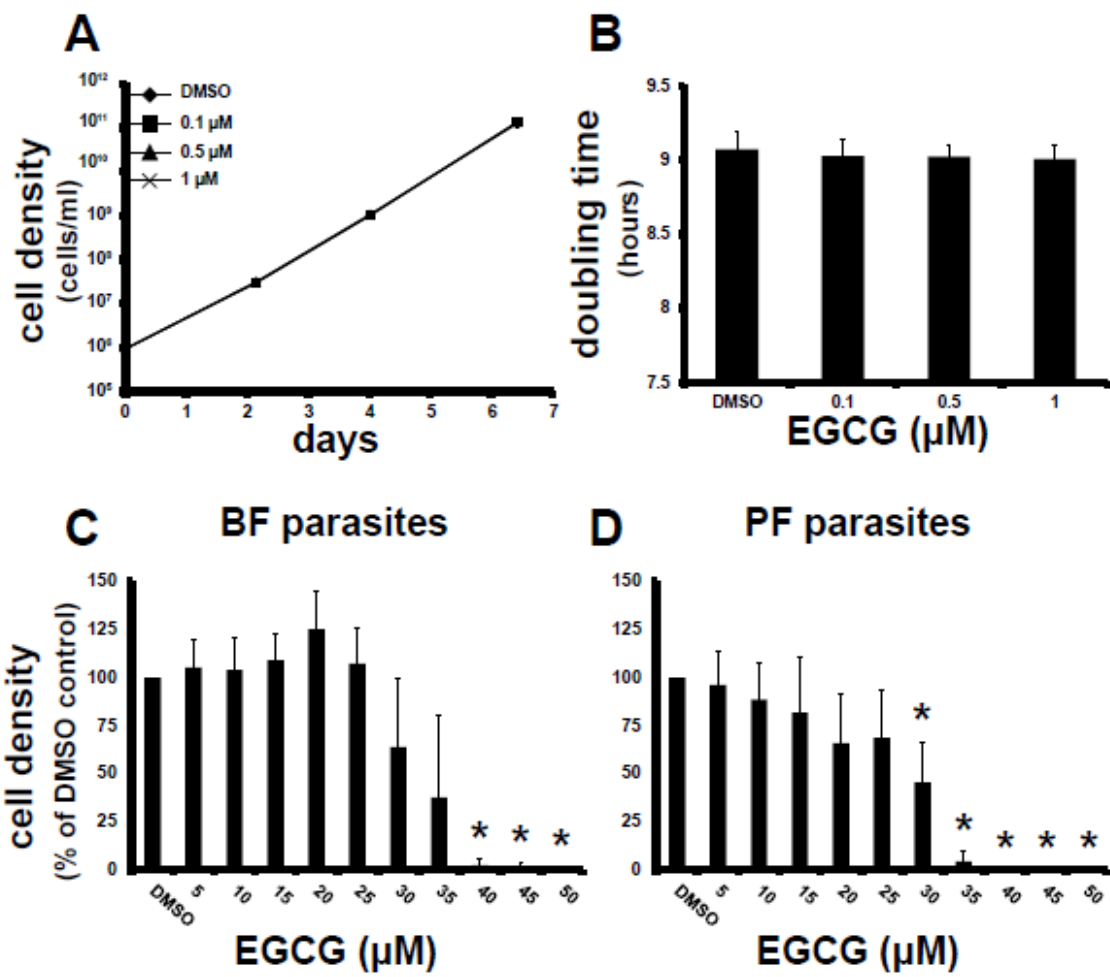 A
10¹²
10¹¹
10¹⁰
10⁹
10⁸
10⁷
10⁶
10⁵
DMSO
0.1 µM
0.5 µM
1 µM
cell density
(cells/ml)
0 1 2 3 4 5 6 7
days
B
9.5
9
8.5
8
7.5
doubling time
(hours)
DMSO 0.1 0.5 1
EGCG (µM)
C BF parasites
150
125
100
75
50
25
0
cell density
(% of DMSO control)
* * *
DMSO 5 10 15 20 25 30 35 40 45 50
EGCG (µM)
D PF parasites
150
125
100
75
50
25
0
* * * * *
DMSO 5 10 15 20 25 30 35 40 45 50
EGCG (µM)